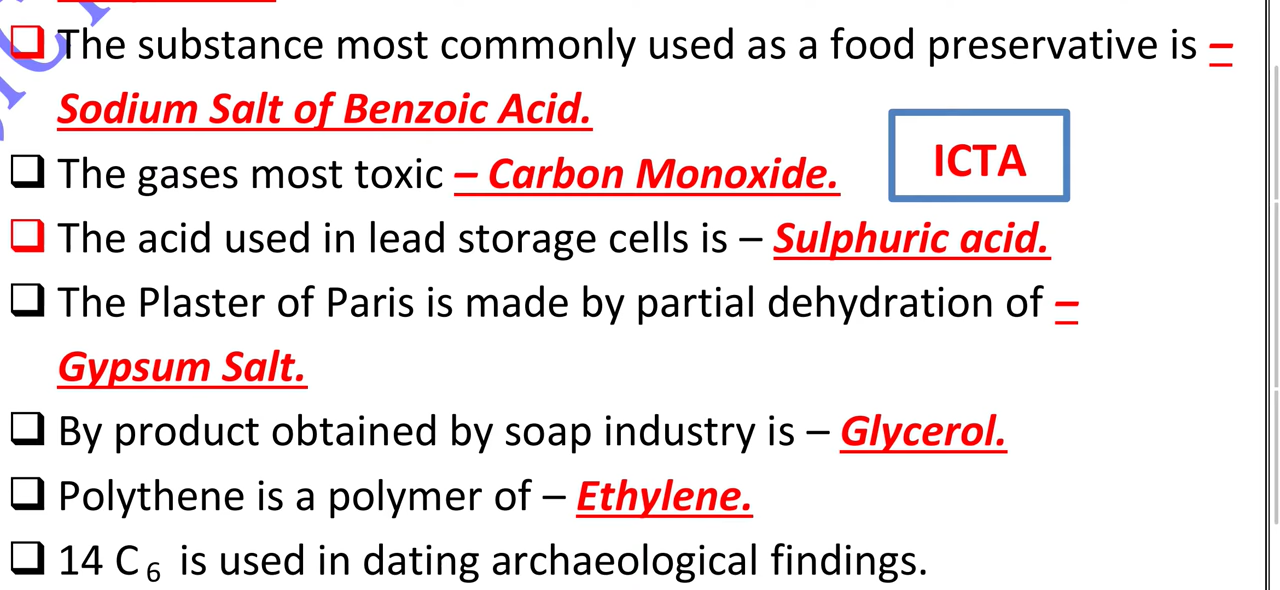 ❑ The substance most commonly used as a food preservative is –
Sodium Salt of Benzoic Acid.
❑ The gases most toxic – Carbon Monoxide.
ICTA
❑ The acid used in lead storage cells is – Sulphuric acid.
❑ The Plaster of Paris is made by partial dehydration of –
Gypsum Salt.
❑ By product obtained by soap industry is – Glycerol.
❑ Polythene is a polymer of – Ethylene.
❑ 14 C₆ is used in dating archaeological findings.